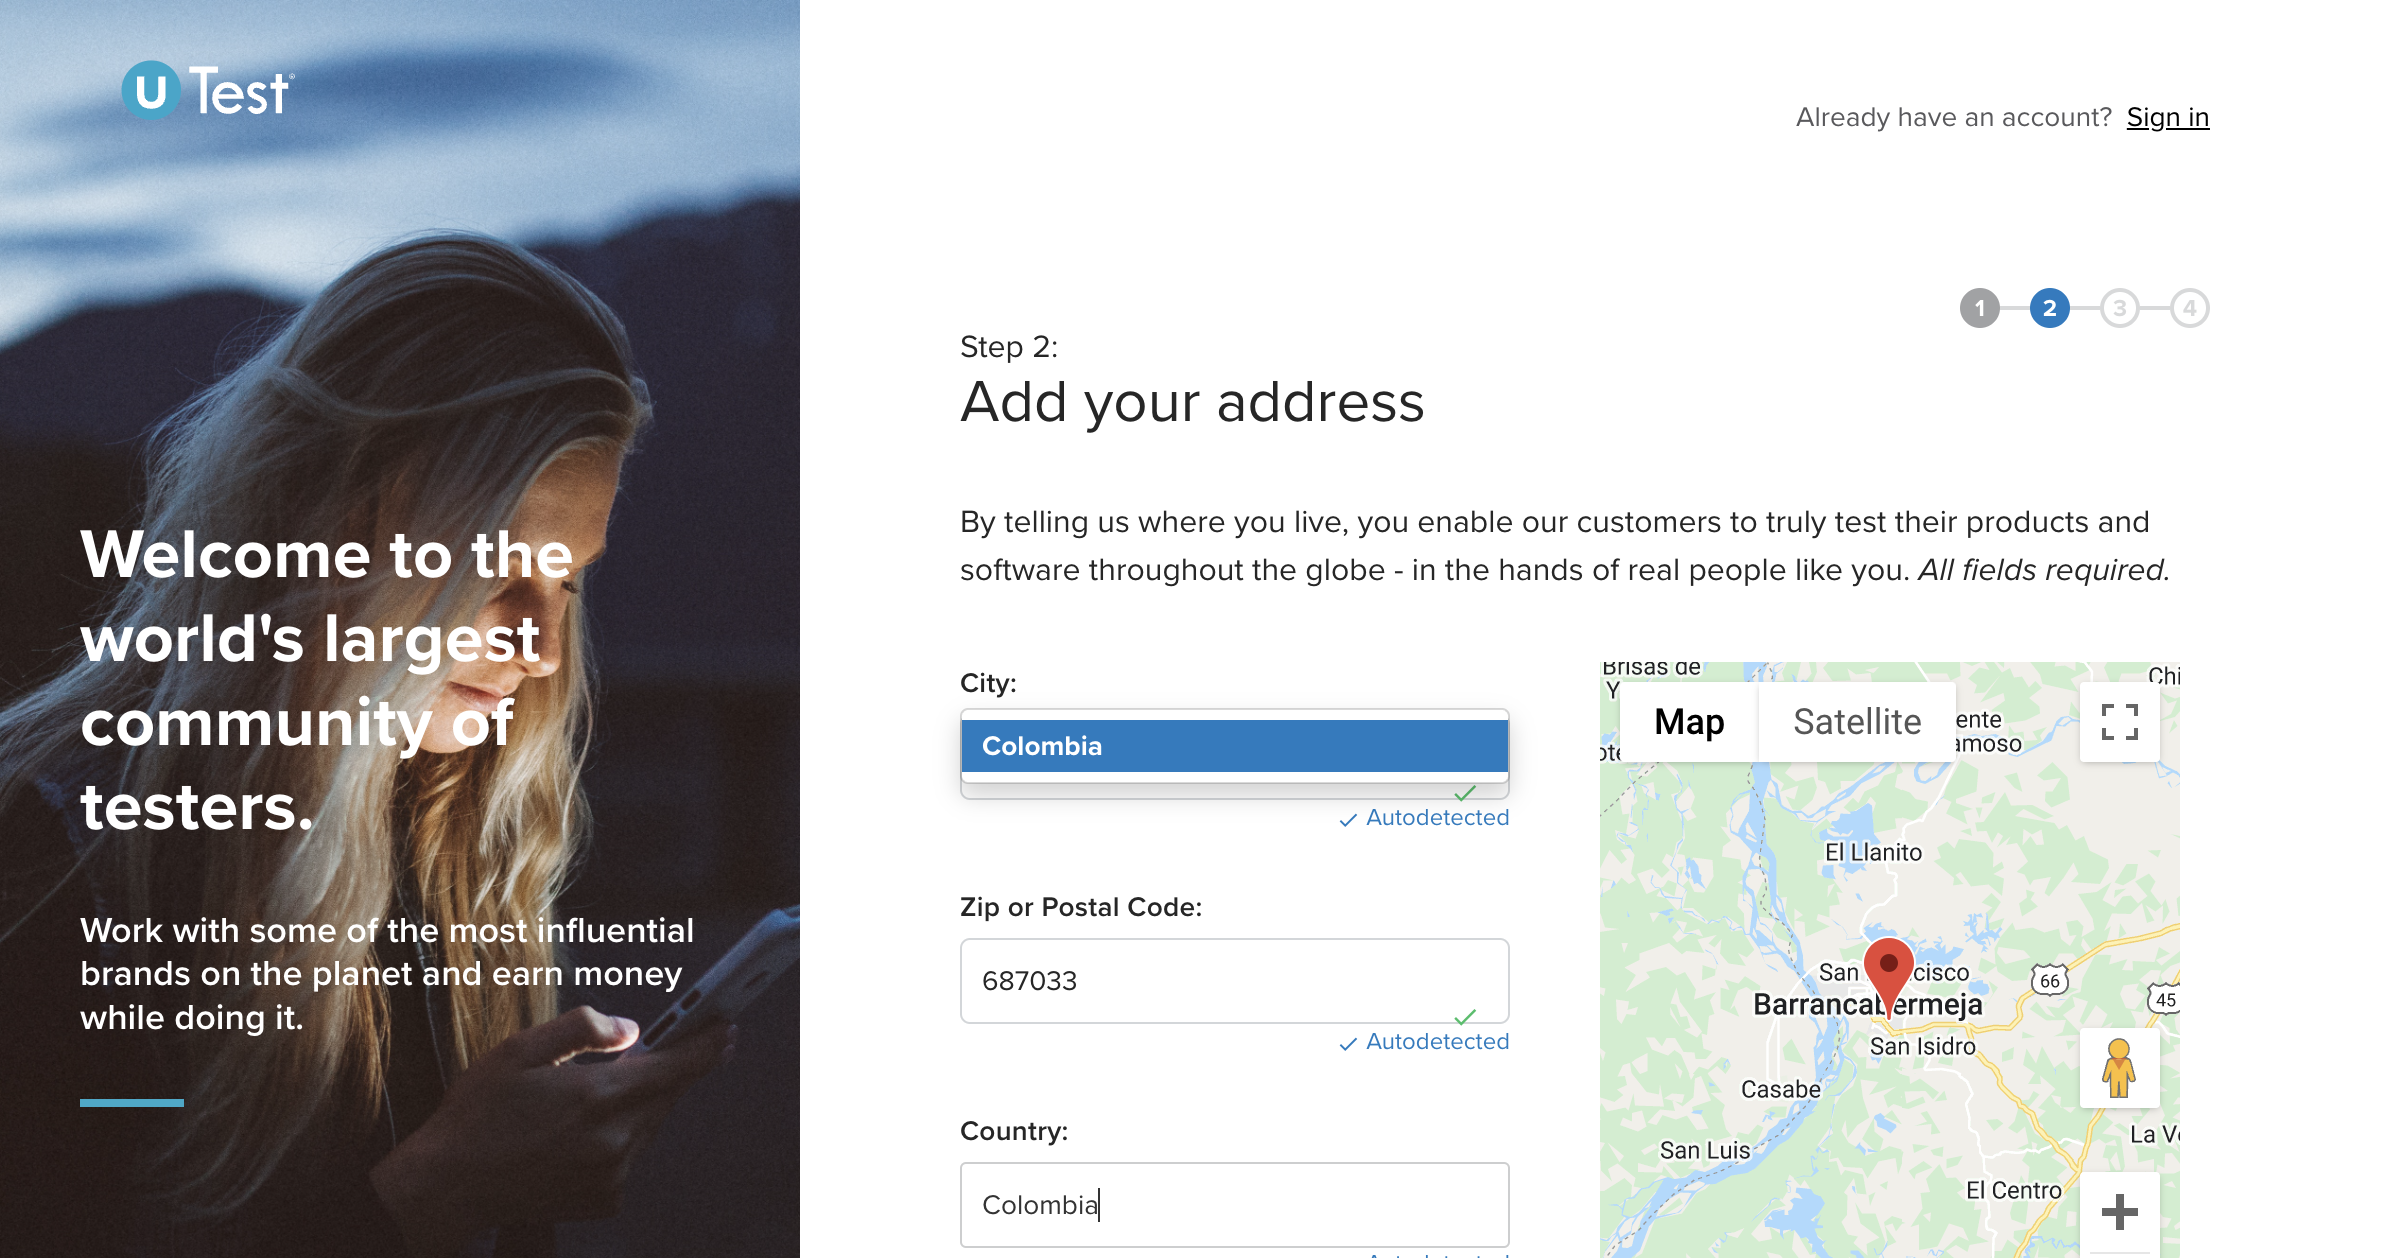 U Test®
Already have an account? Sign in
1 2 3 4
Step 2:
Add your address
Welcome to the
world's largest
community of
testers.
Work with some of the most influential
brands on the planet and earn money
while doing it.
By telling us where you live, you enable our customers to truly test their products and
software throughout the globe - in the hands of real people like you. All fields required.
City:
Colombia
Autodetected
Zip or Postal Code:
687033
Autodetected
Country:
Colombia
Brisas de
Y
Chi
Map Satellite
ente
amoso
ote
El Llanito
San
cisco
66
45
Barrancabermeja
San Isidro
Casabe
La Ve
San Luis
El Centro